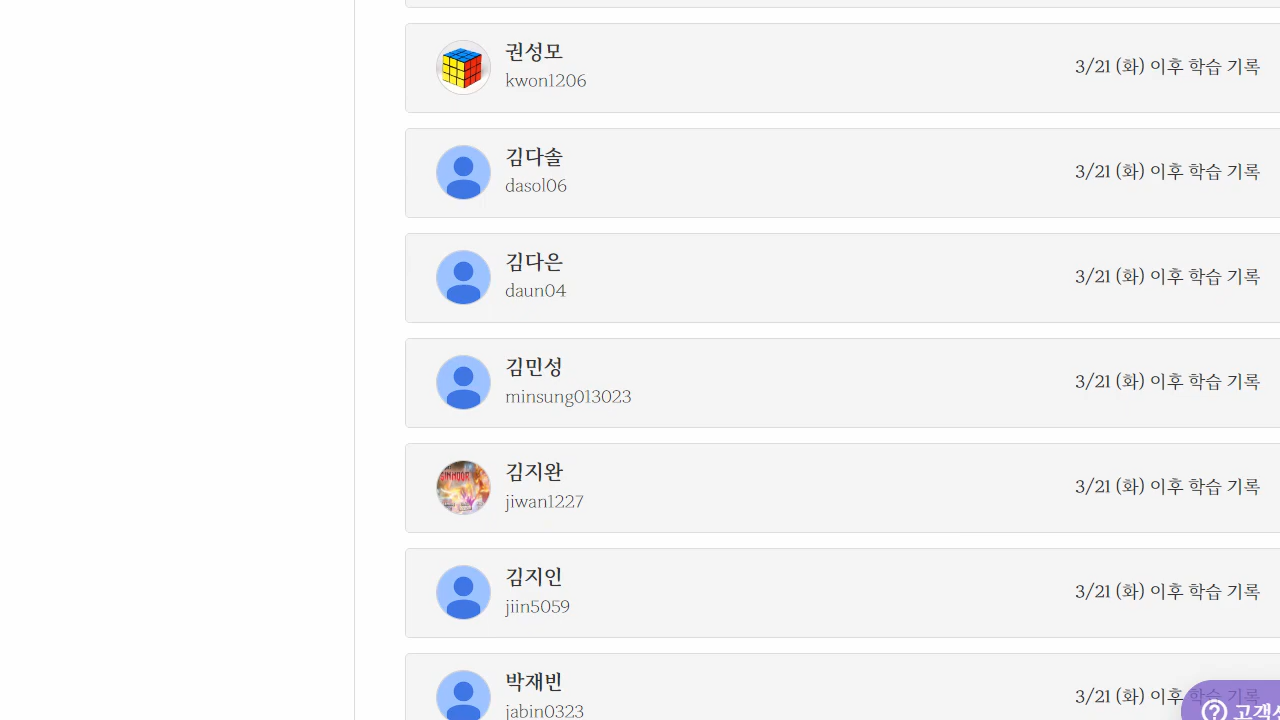 권성모
kwon1206
3/21 (화) 이후 학습 기록
김다솔
dasol06
3/21 (화) 이후 학습 기록
김다은
daun04
3/21 (화) 이후 학습 기록
김민성
minsung013023
3/21 (화) 이후 학습 기록
김지완
jiwan1227
3/21 (화) 이후 학습 기록
김지인
jiin5059
3/21 (화) 이후 학습 기록
박재빈
jabin0323
3/21 (화) 이후 학습 기록
고객